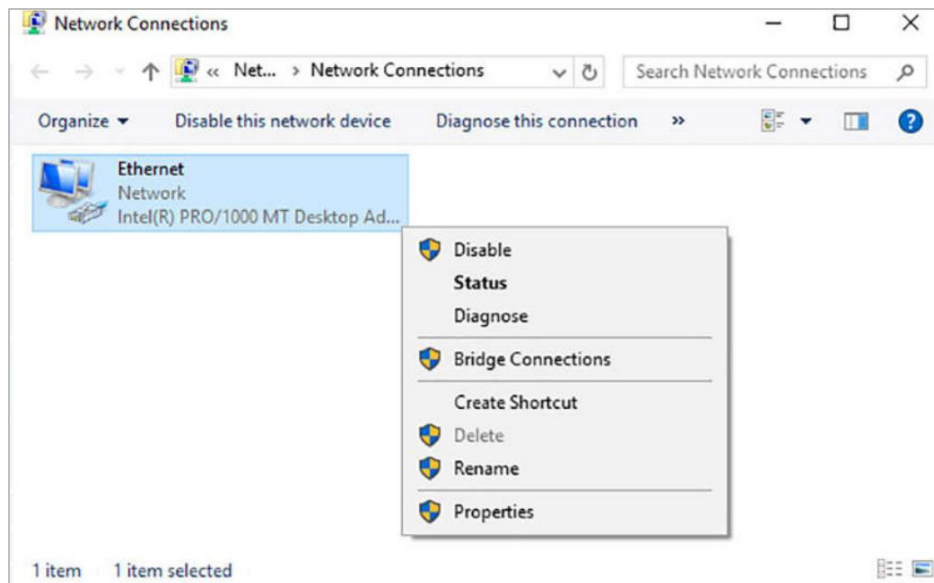 Network Connections
« Net... > Network Connections
Search Network Connections
Organize
Disable this network device
Diagnose this connection
»
Ethernet
Network
Intel(R) PRO/1000 MT Desktop Ad...
Disable
Status
Diagnose
Bridge Connections
Create Shortcut
Delete
Rename
Properties
1 item
1 item selected